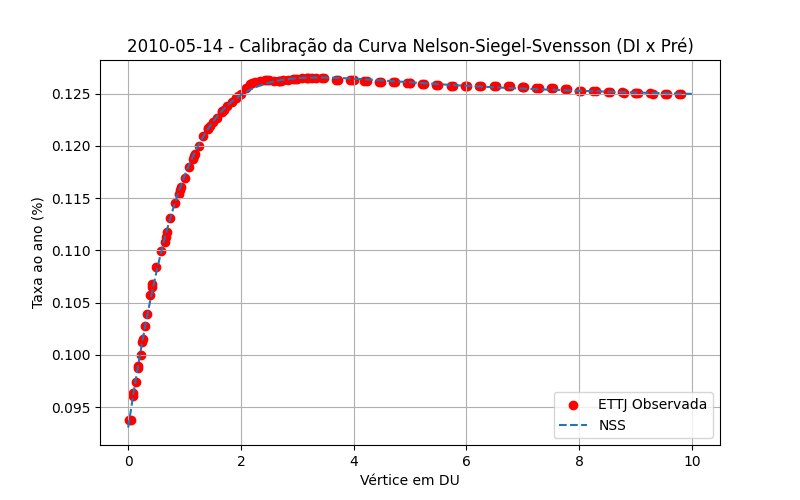 2010-05-14 - Calibração da Curva Nelson-Siegel-Svensson (DI x Pré)
Taxa ao ano (%)
0.125
0.120
0.115
0.110
0.105
0.100
0.095
ETTJ Observada
NSS
0 2 4 6 8 10
Vértice em DU